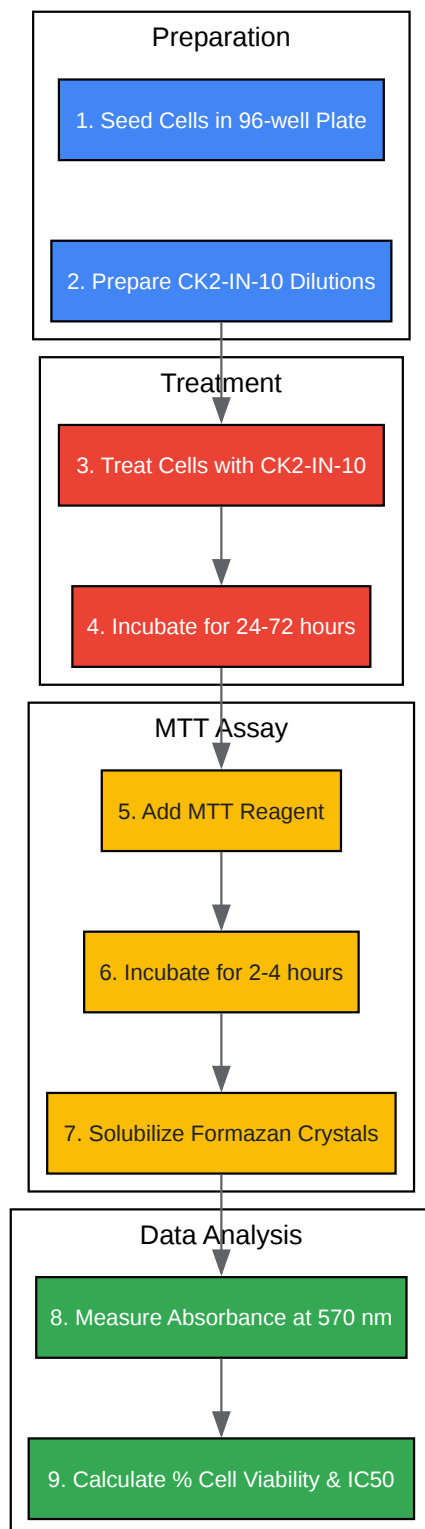 Preparation
1. Seed Cells in 96-well Plate
2. Prepare CK2-IN-10 Dilutions
Treatment
3. Treat Cells with CK2-IN-10
4. Incubate for 24-72 hours
MTT Assay
5. Add MTT Reagent
6. Incubate for 2-4 hours
7. Solubilize Formazan Crystals
Data Analysis
8. Measure Absorbance at 570 nm
9. Calculate % Cell Viability & IC50